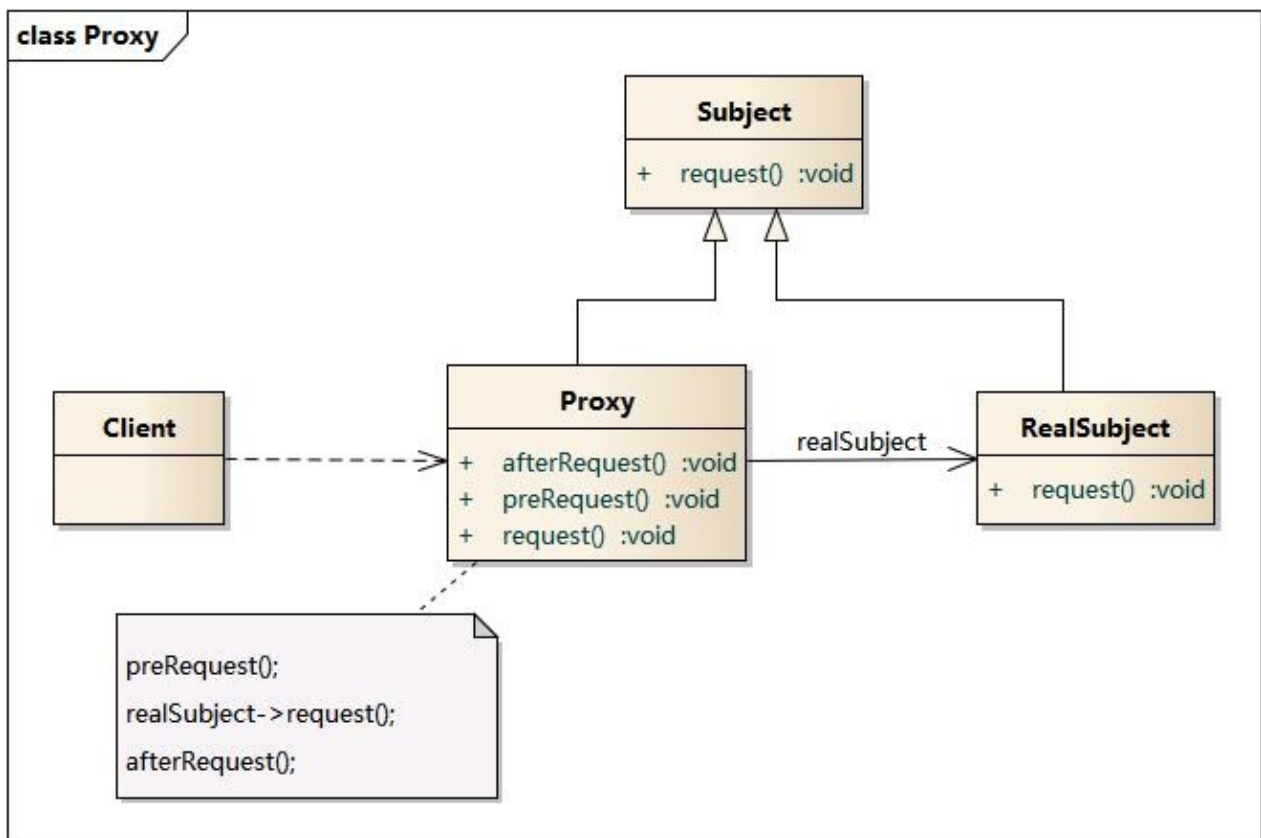 class Proxy
Subject
+ request() :void
Client
Proxy
+ afterRequest() :void
+ preRequest() :void
+ request() :void
realSubject
RealSubject
+ request() :void
preRequest();
realSubject->request();
afterRequest();